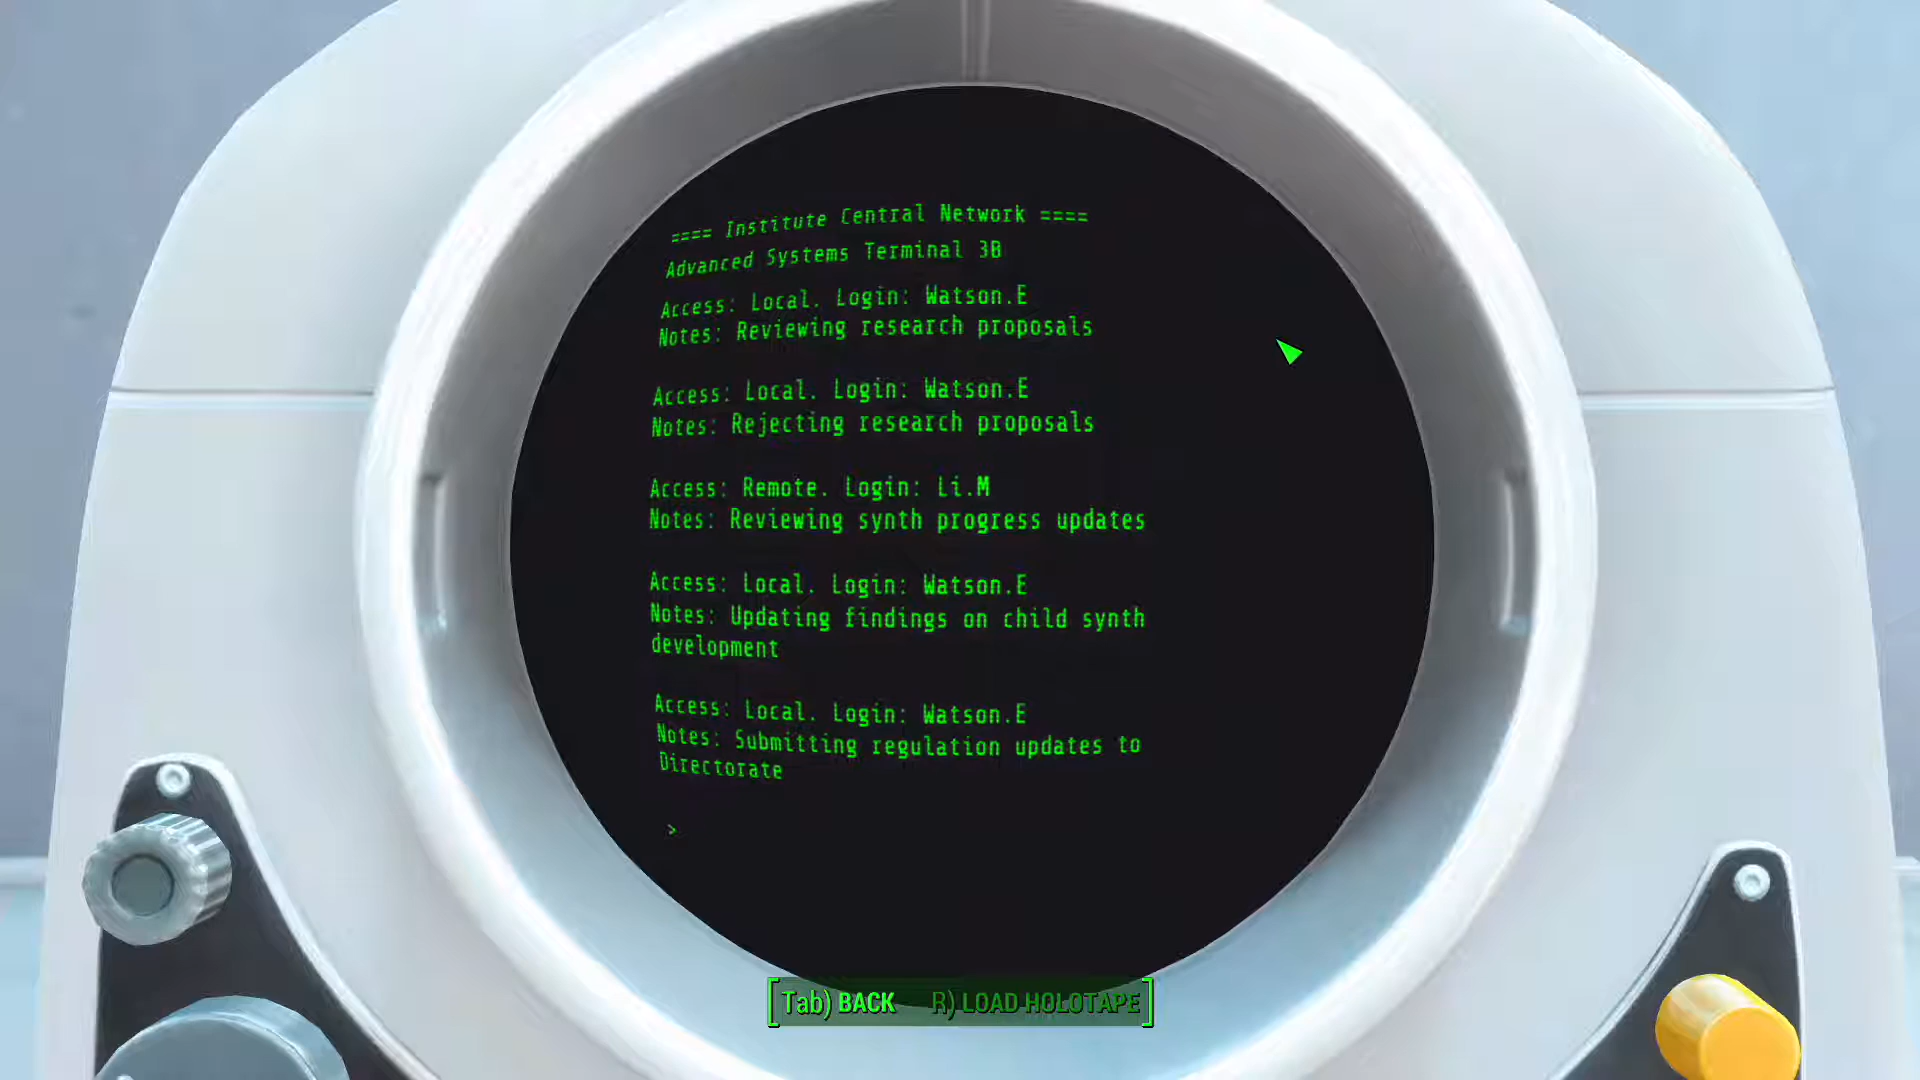 ==== Institute Central Network ====
Advanced Systems Terminal 3B
Access: Local. Login: Watson.E
Notes: Reviewing research proposals
Access: Local. Login: Watson.E
Notes: Rejecting research proposals
Access: Remote. Login: Li.M
Notes: Reviewing synth progress updates
Access: Local. Login: Watson.E
Notes: Updating findings on child synth
development
Access: Local. Login: Watson.E
Notes: Submitting regulation updates to
Directorate
>
[Tab) BACK R) LOAD HOLOTAPE]